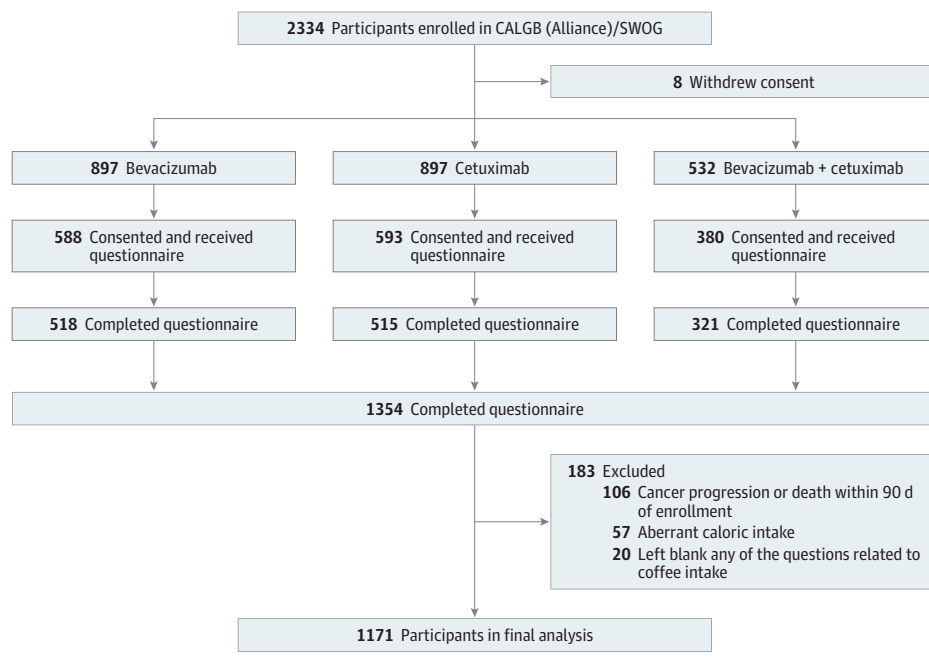 2334 Participants enrolled in CALGB (Alliance)/SWOG
8 Withdrew consent
897 Bevacizumab
897 Cetuximab
532 Bevacizumab + cetuximab
588 Consented and received
questionnaire
593 Consented and received
questionnaire
380 Consented and received
questionnaire
518 Completed questionnaire
515 Completed questionnaire
321 Completed questionnaire
1354 Completed questionnaire
183 Excluded
106 Cancer progression or death within 90 d
of enrollment
57 Aberrant caloric intake
20 Left blank any of the questions related to
coffee intake
1171 Participants in final analysis